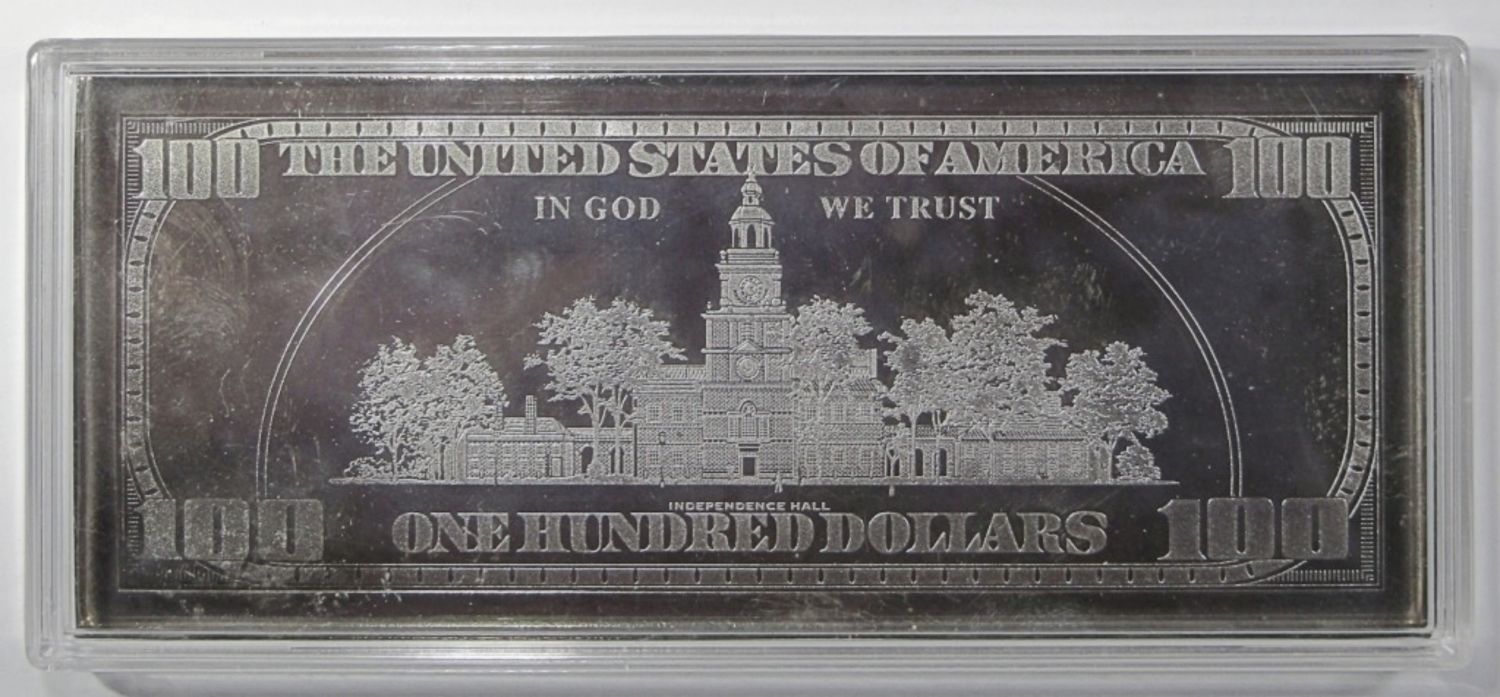 100 THE UNITED STATES OF AMERICA 100
IN GOD WE TRUST
INDEPENDENCE HALL
100 ONE HUNDRED DOLLARS 100